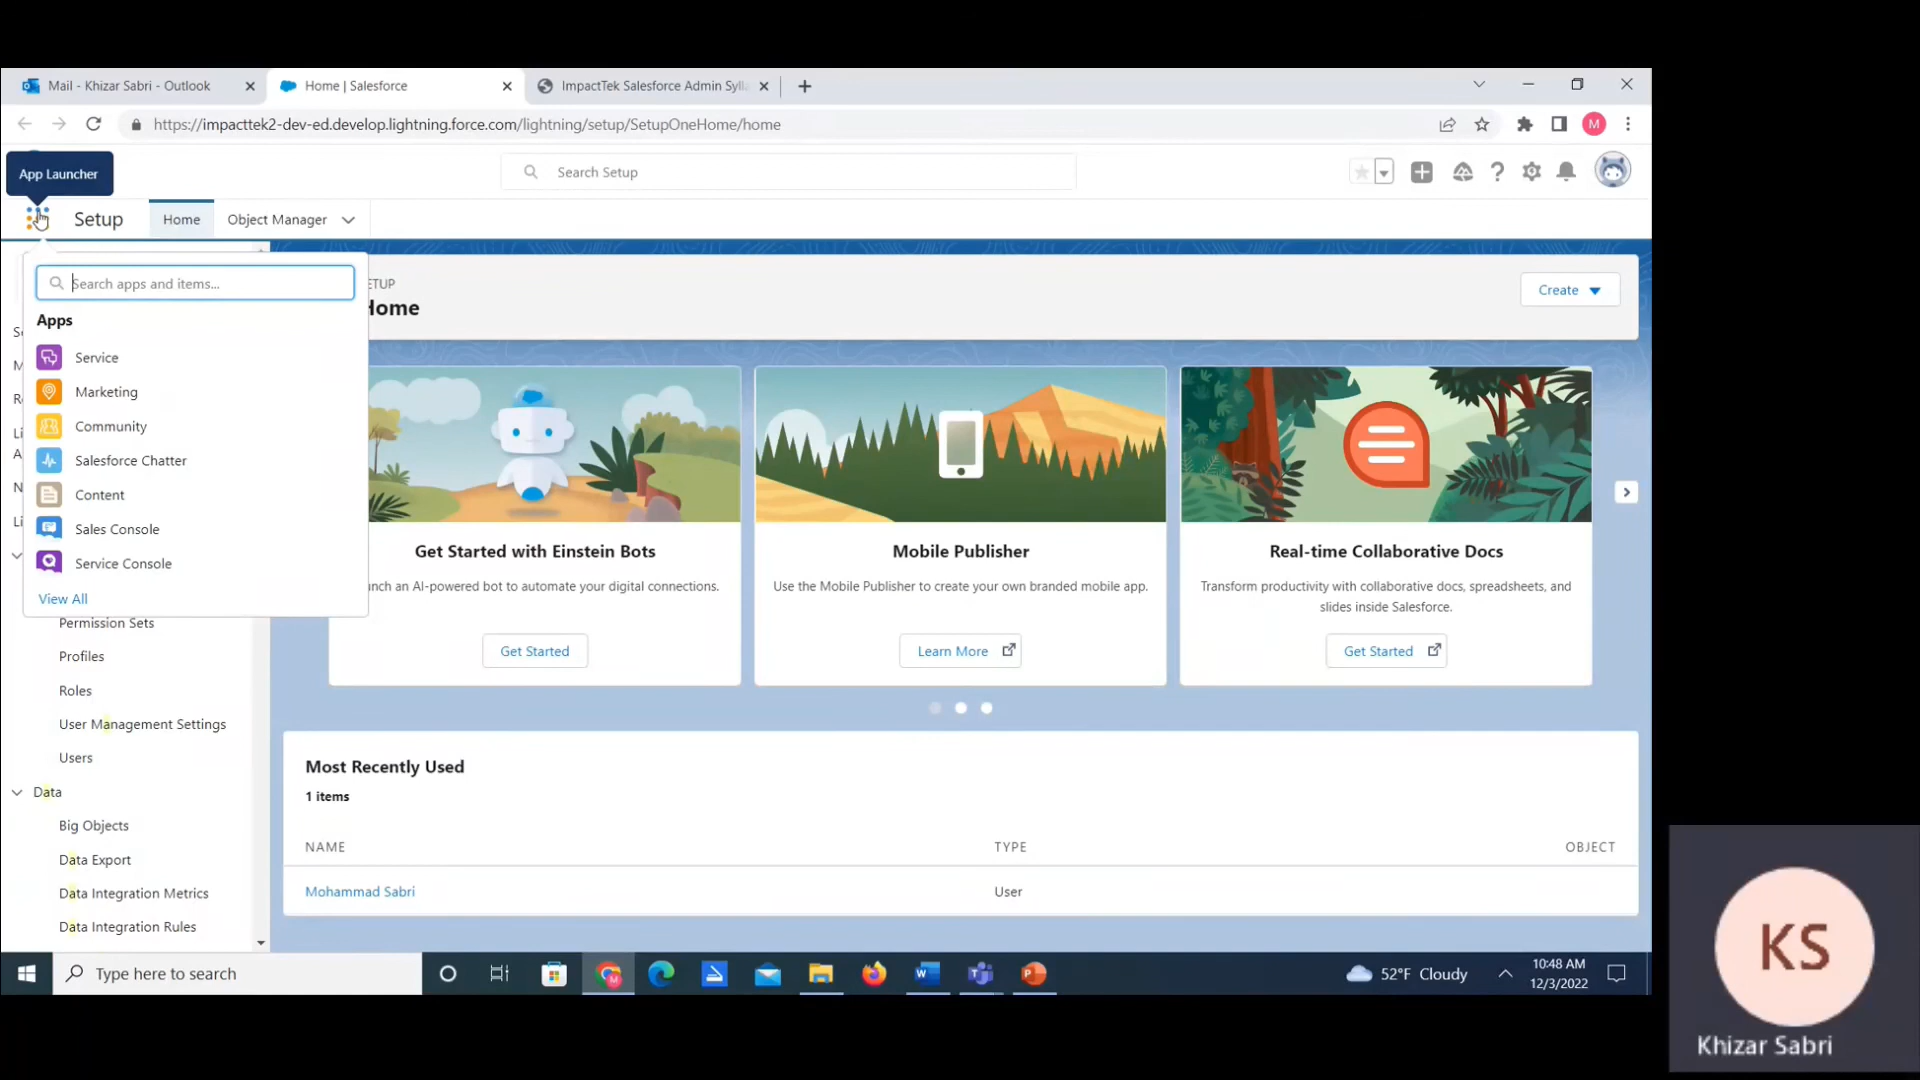 Mail - Khizar Sabri - Outlook
Home | Salesforce
ImpactTek Salesforce Admin Sylla
https://impacttek2-dev-ed.develop.lightning.force.com/lightning/setup/SetupOneHome/home
M
App Launcher
Search Setup
Setup
Home
Object Manager
Search apps and items...
Apps
Service
Marketing
Community
Salesforce Chatter
Content
Sales Console
Service Console
View All
ETUP
Home
Create
Get Started with Einstein Bots
nch an AI-powered bot to automate your digital connections.
Get Started
Mobile Publisher
Use the Mobile Publisher to create your own branded mobile app.
Learn More
Real-time Collaborative Docs
Transform productivity with collaborative docs, spreadsheets, and
slides inside Salesforce.
Get Started
Permission Sets
Profiles
Roles
User Management Settings
Users
Data
Big Objects
Data Export
Data Integration Metrics
Data Integration Rules
Most Recently Used
1 items
NAME
TYPE
OBJECT
Mohammad Sabri
User
Type here to search
52°F Cloudy
10:48 AM
12/3/2022
KS
Khizar Sabri